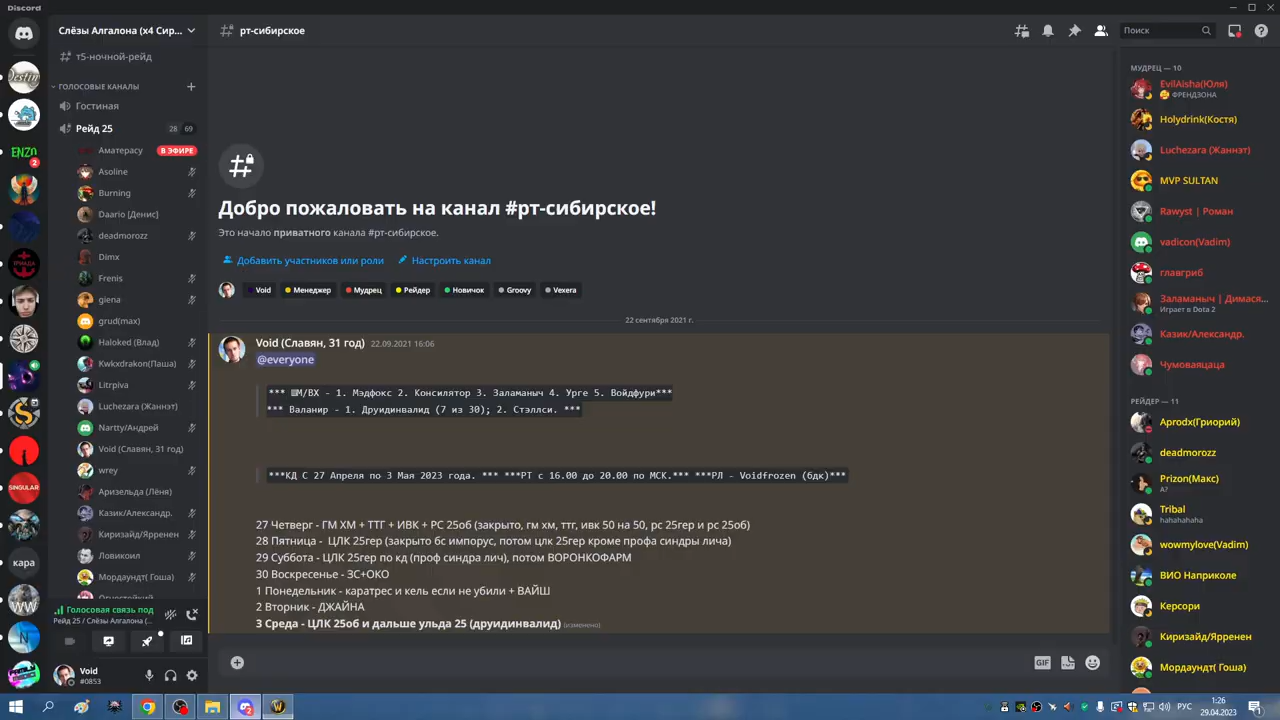 Discord
Слёзы Алгалона (x4 Сир...
рт-сибирское
Поиск
т5-ночной-рейд
ГОЛОСОВЫЕ КАНАЛЫ
Гостиная
Рейд 25
28 69
Аматерасу
В ЭФИРЕ
Asoline
Burning
Daario [Денис]
deadmorozz
Dimx
Frenis
giena
grud(max)
Haloked (Влад)
Kwkxdrakon(Паша)
Litrpiva
Luchezara (Жаннэт)
Nartty/Андрей
Void (Славян, 31 год)
wrey
Аризельда (Лёня)
Казик/Александр.
Киризайд/Ярренен
Ловикоил
Мордаундт( Гоша)
Голосовая связь под
Рейд 25 / Слёзы Алгалона (...
Void
#0853
ENZO
2
ТРИАДА
SINGULAR
кара
WW
Добро пожаловать на канал #рт-сибирское!
Это начало приватного канала #рт-сибирское.
Добавить участников или роли
Настроить канал
Void
Менеджер
Мудрец
Рейдер
Новичок
Groovy
Vexera
22 сентября 2021 г.
Void (Славян, 31 год) 22.09.2021 16:06
@everyone
*** ШМ/ВХ - 1. Мэдфокс 2. Консилятор 3. Заламаныч 4. Урге 5. Войдфури***
*** Валанир - 1. Друидинвалид (7 из 30); 2. Стэллси. ***
***КД С 27 Апреля по 3 Мая 2023 года. *** ***РТ с 16.00 до 20.00 по МСК.*** ***РЛ - Voidfrozen (бдк)***
27 Четверг - ГМ ХМ + ТТГ + ИВК + РС 25об (закрыто, гм хм, ттг, ивк 50 на 50, рс 25гер и рс 25об)
28 Пятница - ЦЛК 25гер (закрыто бс импорус, потом цлк 25гер кроме профа синдры лича)
29 Суббота - ЦЛК 25гер по кд (проф синдра лич), потом ВОРОНКОФАРМ
30 Воскресенье - ЗС+ОКО
1 Понедельник - каратрес и кель если не убили + ВАЙШ
2 Вторник - ДЖАЙНА
3 Среда - ЦЛК 25об и дальше ульда 25 (друидинвалид) (изменено)
GIF
МУДРЕЦ — 10
EvilAisha(Юля)
ФРЕНДЗОНА
Holydrink(Костя)
Luchezara (Жаннэт)
MVP SULTAN
Rawyst | Роман
vadicon(Vadim)
главгриб
Заламаныч | Димася...
Играет в Dota 2
Казик/Александр.
Чумоваяцаца
РЕЙДЕР — 11
Aprodx(Гриорий)
deadmorozz
Prizon(Макс)
А?
Tribal
hahahahaha
wowmylove(Vadim)
ВИО Наприколе
Керсори
Киризайд/Ярренен
Мордаундт( Гоша)
РУС
1:26
29.04.2023